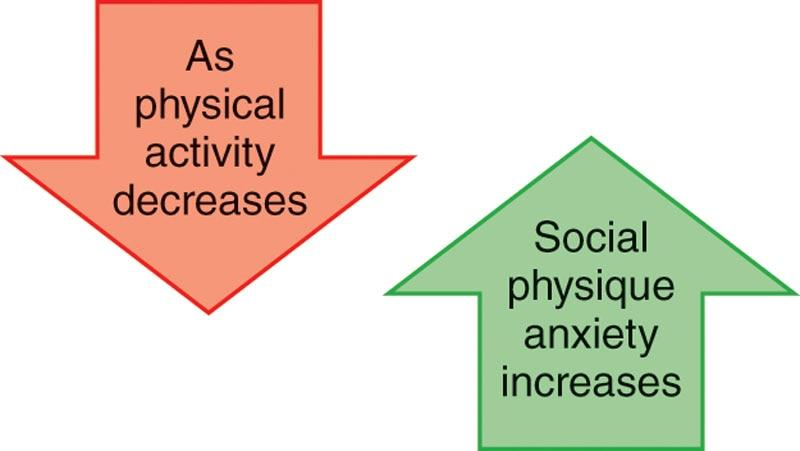 As
physical
activity
decreases
Social
physique
anxiety
increases